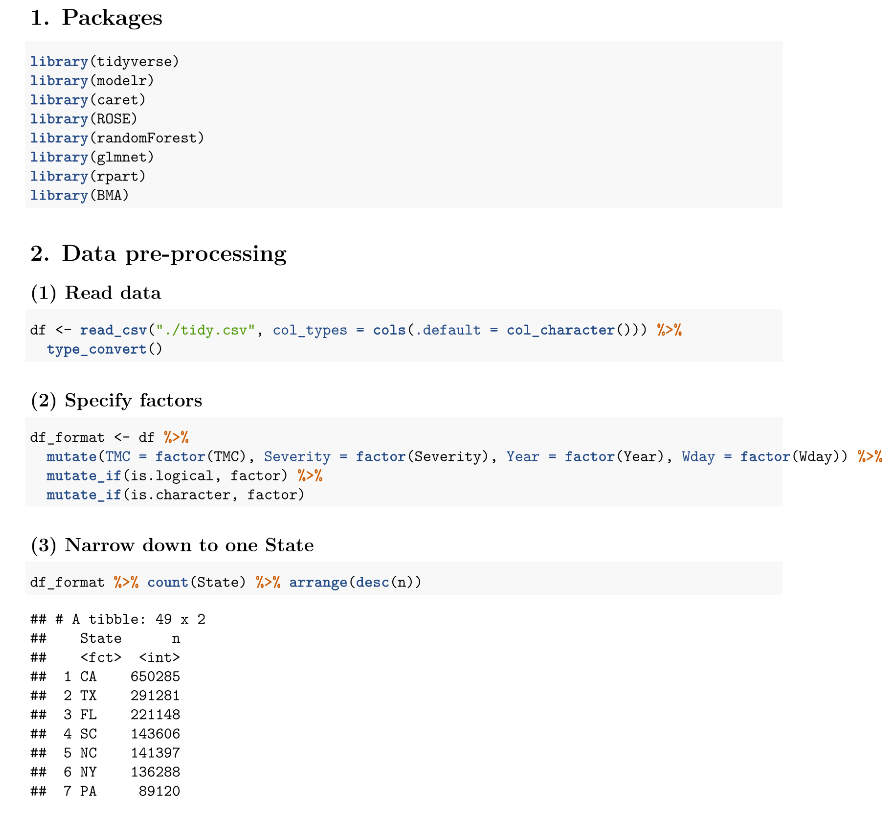 1. Packages
library(tidyverse)
library(modelr)
library(caret)
library(ROSE)
library(randomForest)
library(glmnet)
library(rpart)
library(BMA)
2. Data pre-processing
(1) Read data
df <- read_csv("./tidy.csv", col_types = cols(.default = col_character())) %>%
  type_convert()
(2) Specify factors
df_format <- df %>%
  mutate(TMC = factor(TMC), Severity = factor(Severity), Year = factor(Year), Wday = factor(Wday)) %>%
  mutate_if(is.logical, factor) %>%
  mutate_if(is.character, factor)
(3) Narrow down to one State
df_format %>% count(State) %>% arrange(desc(n))
## # A tibble: 49 x 2
##    State      n
##    <fct>  <int>
##  1 CA    650285
##  2 TX    291281
##  3 FL    221148
##  4 SC    143606
##  5 NC    141397
##  6 NY    136288
##  7 PA     89120